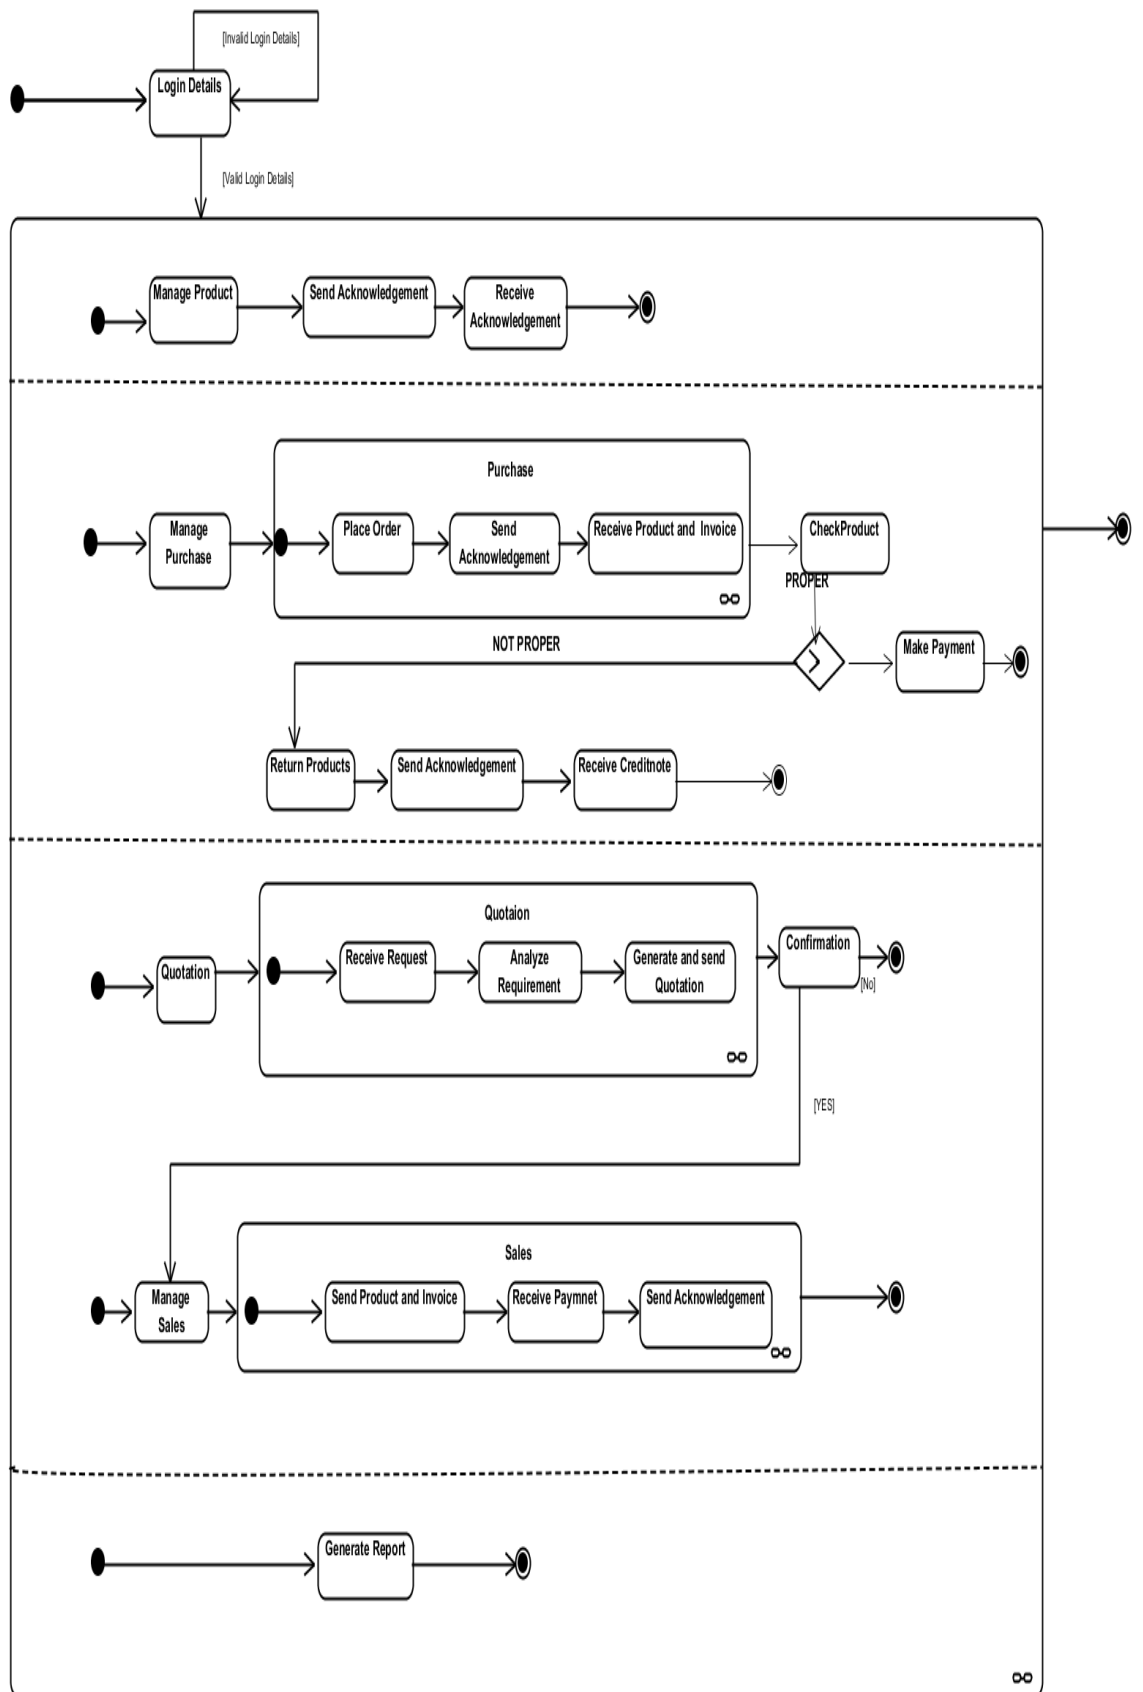 [Invalid Login Details]
Login Details
[Valid Login Details]
Manage Product
Send Acknowledgement
Receive
Acknowledgement
Purchase
Manage
Purchase
Place Order
Send
Acknowledgement
Receive Product and Invoice
CheckProduct
PROPER
NOT PROPER
Make Payment
Return Products
Send Acknowledgement
Receive Creditnote
Quotaion
Quotation
Receive Request
Analyze
Requirement
Generate and send
Quotation
Confirmation
[No]
[YES]
Sales
Manage
Sales
Send Product and Invoice
Receive Paymnet
Send Acknowledgement
Generate Report